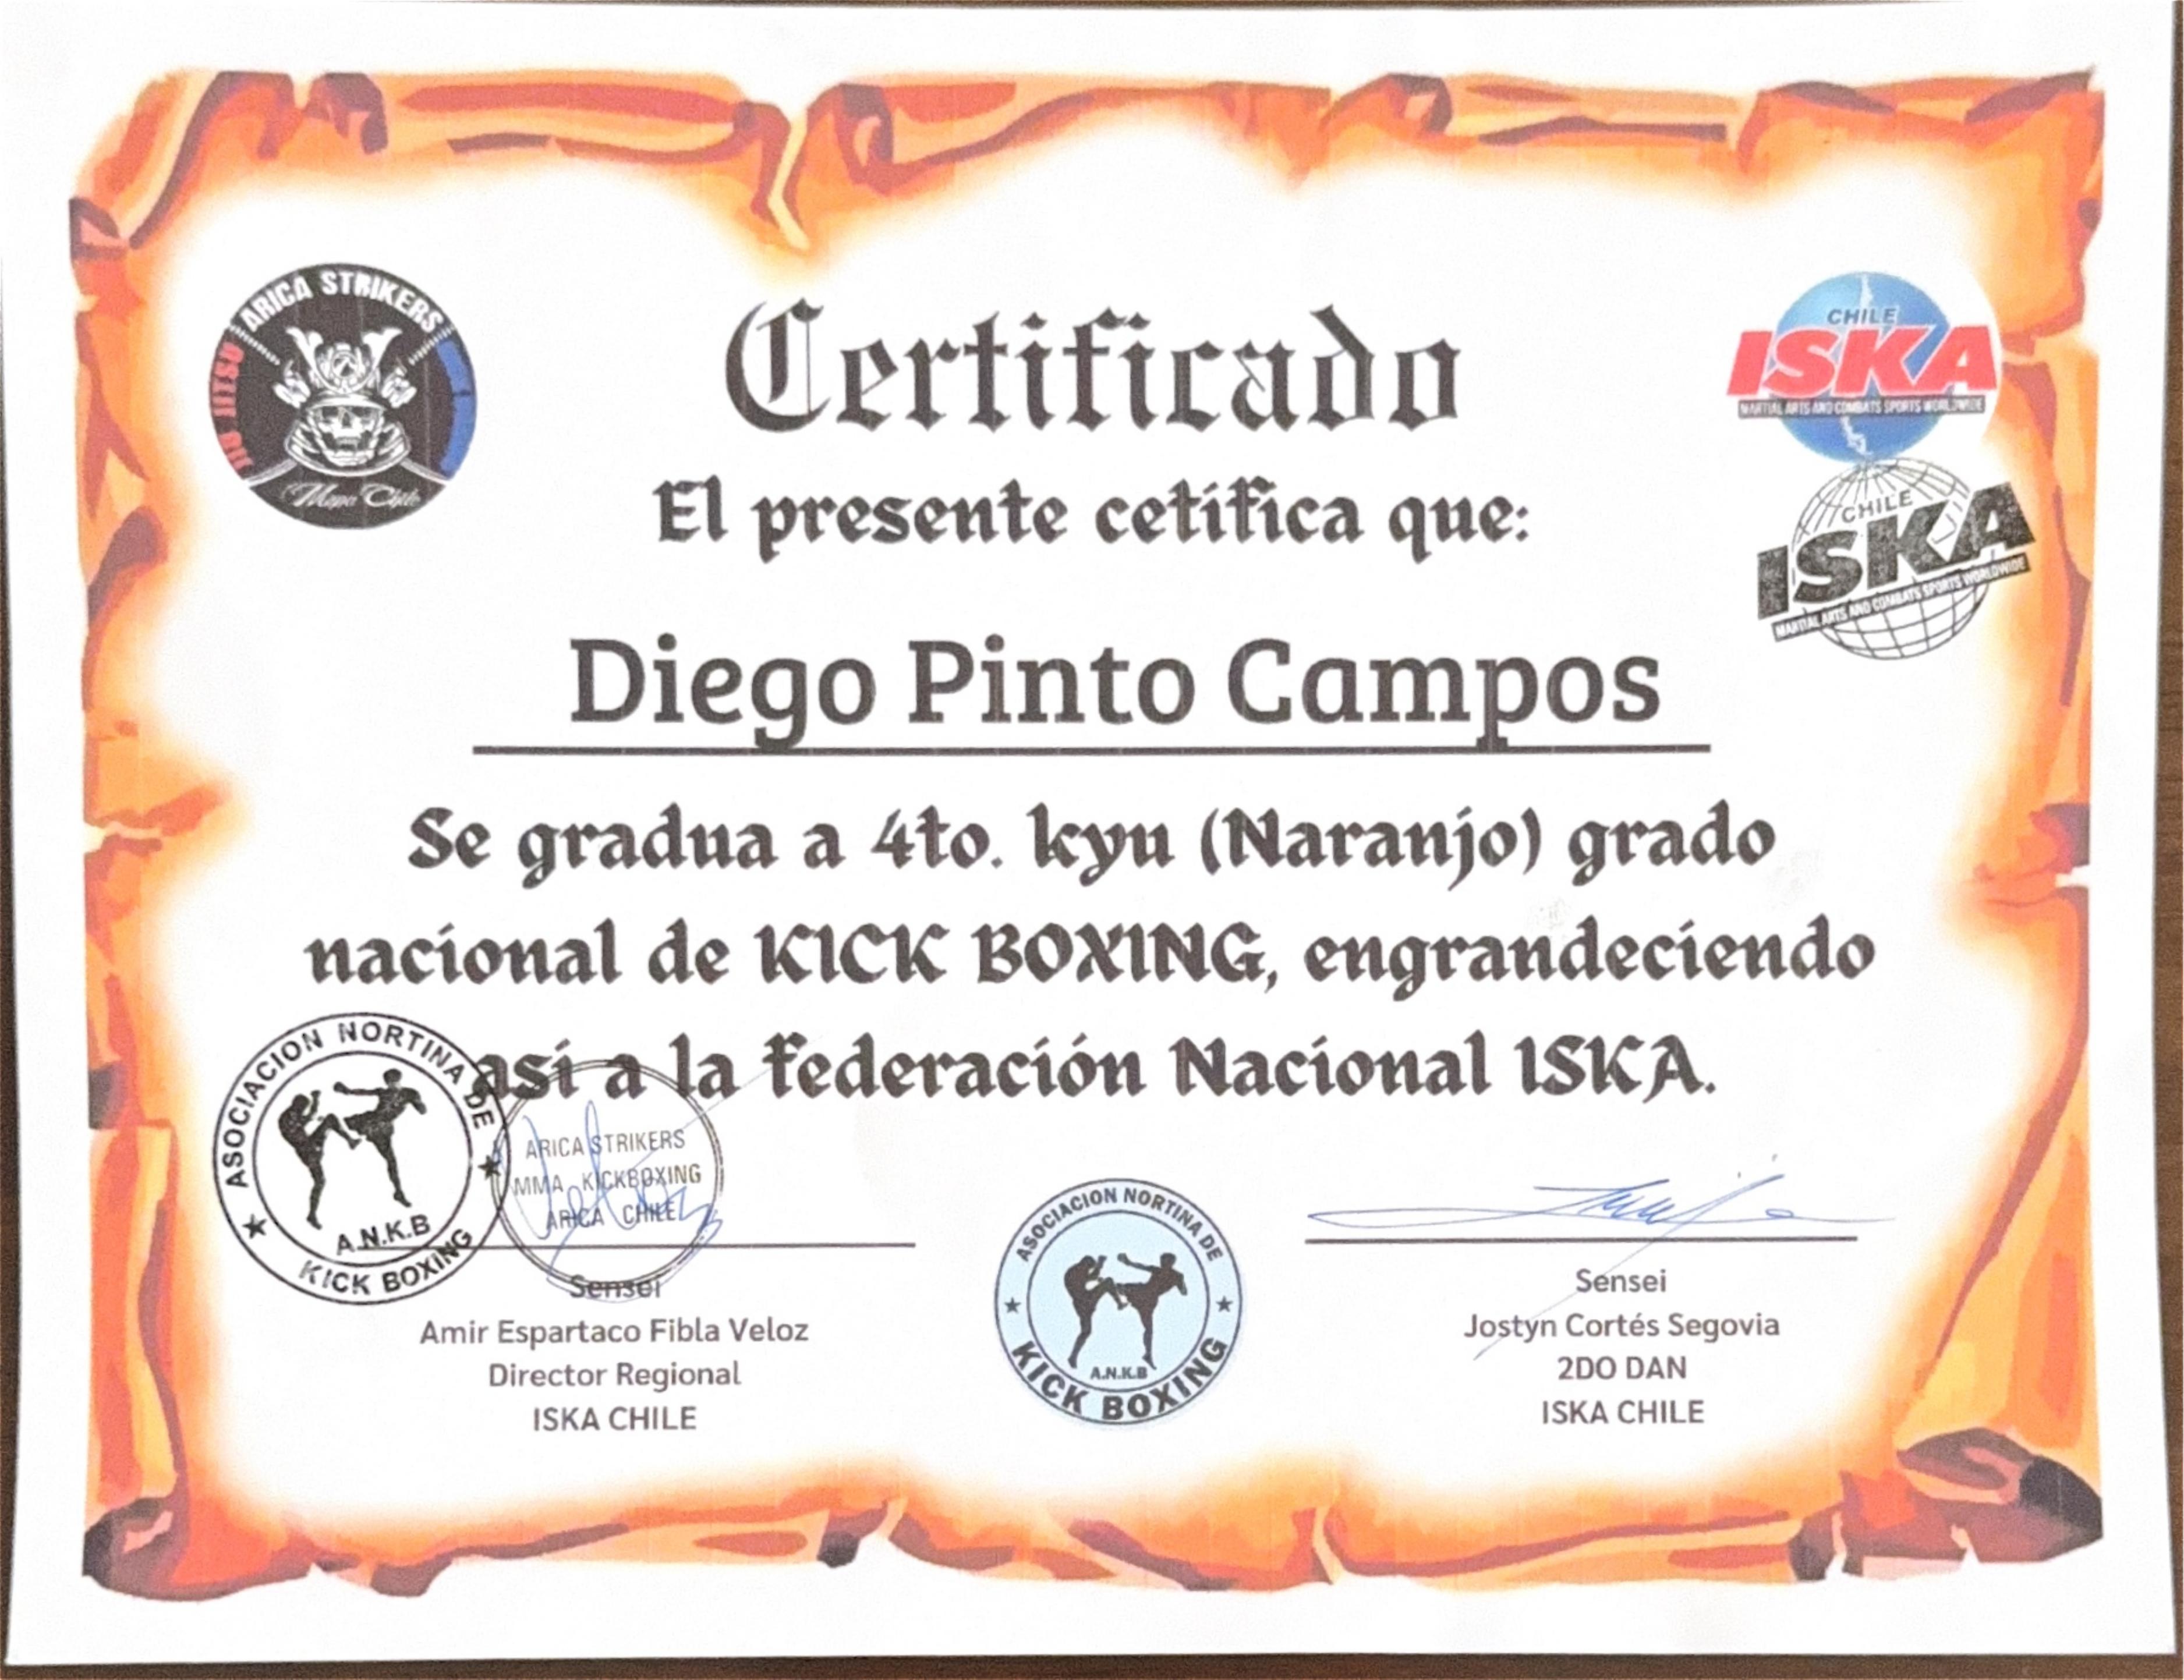 ARICA STRIKERS
JIU JITSU
CHILE
ISKA
MARTIAL ARTS AND COMBATS SPORTS WORLDWIDE
Certificado
El presente cetifica que:
CHILE
ISKA
MARTIAL ARTS AND COMBATS SPORTS WORLDWIDE
Diego Pinto Campos
Se gradua a 4to. kyu (Naranjo) grado
nacional de KICK BOXING, engrandeciendo
asi a la federación Nacional ISKA.
ASOCIACION NORTINA DE
A.N.K.B
KICK BOXING
ARICA STRIKERS
MMA KICKBOXING
ARICA CHILE
Sensei
Amir Espartaco Fibla Veloz
Director Regional
ISKA CHILE
ASOCIACION NORTINA DE
A.N.K.B
KICK BOXING
Sensei
Jostyn Cortés Segovia
2DO DAN
ISKA CHILE